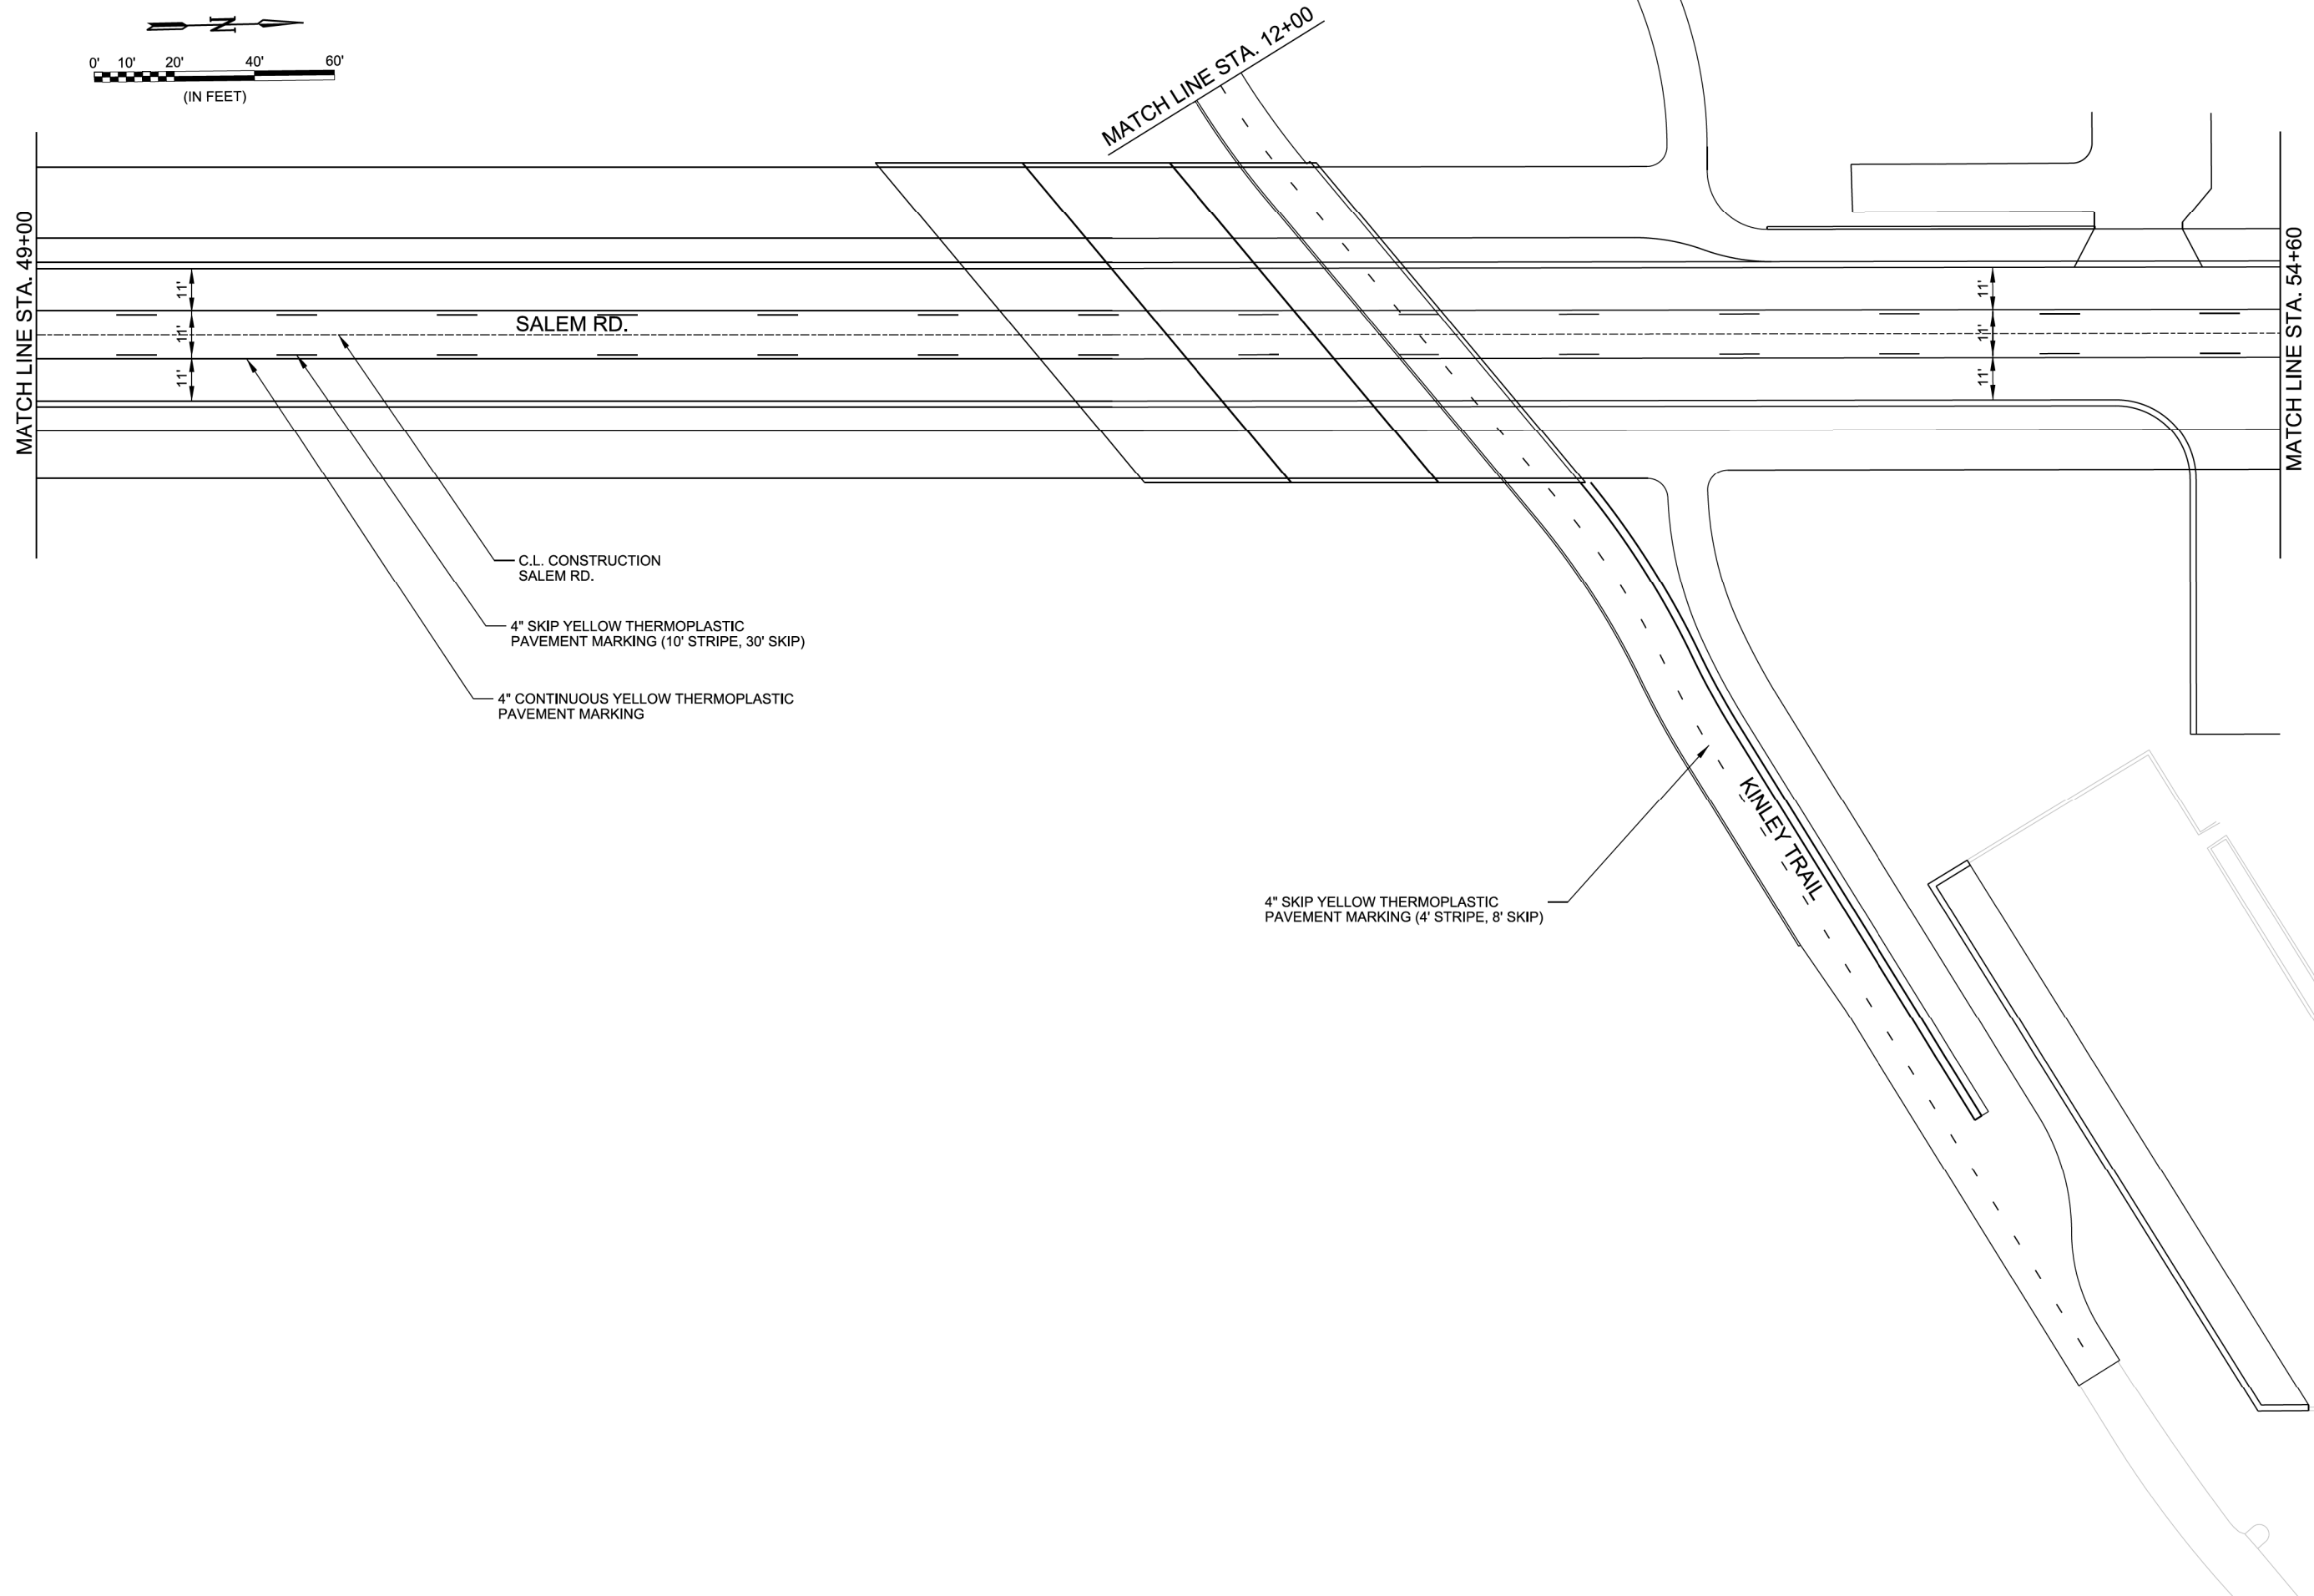 N
0' 10' 20' 40' 60'
(IN FEET)
MATCH LINE STA. 12+00
MATCH LINE STA. 49+00
MATCH LINE STA. 54+60
11'
11'
11'
SALEM RD.
11'
11'
11'
C.L. CONSTRUCTION
SALEM RD.
4" SKIP YELLOW THERMOPLASTIC
PAVEMENT MARKING (10' STRIPE, 30' SKIP)
4" CONTINUOUS YELLOW THERMOPLASTIC
PAVEMENT MARKING
KINLEY TRAIL
4" SKIP YELLOW THERMOPLASTIC
PAVEMENT MARKING (4' STRIPE, 8' SKIP)